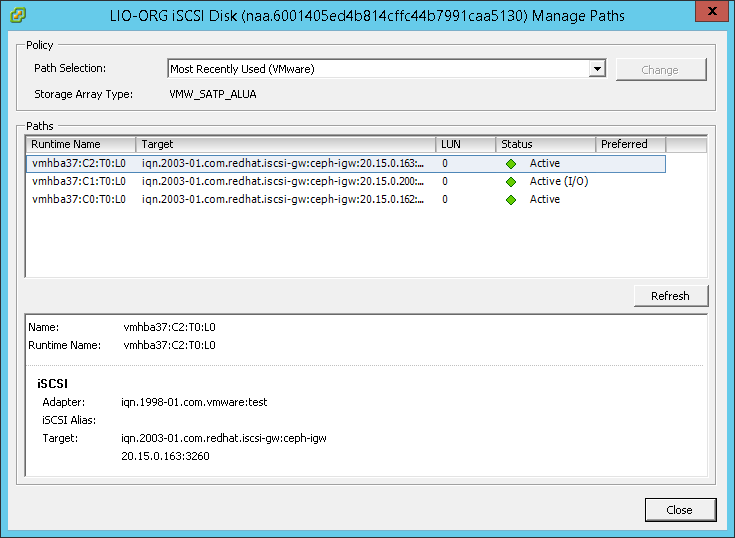 LIO-ORG iSCSI Disk (naa.6001405ed4b814cffc44b7991caa5130) Manage Paths
Policy
Path Selection: Most Recently Used (VMware) Change
Storage Array Type: VMW_SATP_ALUA
Paths
Runtime Name Target LUN Status Preferred
vmhba37:C2:T0:L0 iqn.2003-01.com.redhat.iscsi-gw:ceph-igw:20.15.0.163:... 0 Active
vmhba37:C1:T0:L0 iqn.2003-01.com.redhat.iscsi-gw:ceph-igw:20.15.0.200:... 0 Active (I/O)
vmhba37:C0:T0:L0 iqn.2003-01.com.redhat.iscsi-gw:ceph-igw:20.15.0.162:... 0 Active
Refresh
Name: vmhba37:C2:T0:L0
Runtime Name: vmhba37:C2:T0:L0
iSCSI
Adapter: iqn.1998-01.com.vmware:test
iSCSI Alias:
Target: iqn.2003-01.com.redhat.iscsi-gw:ceph-igw
20.15.0.163:3260
Close